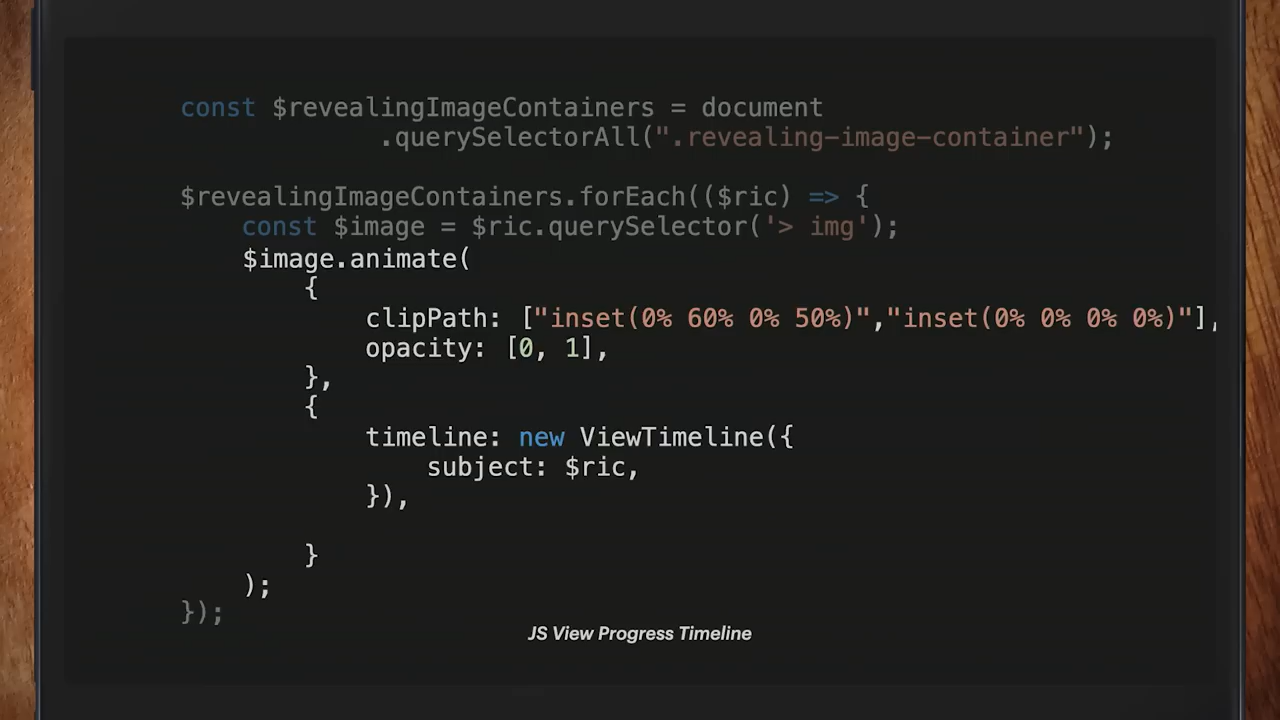 const $revealingImageContainers = document
.querySelectorAll(".revealing-image-container");
$revealingImageContainers.forEach(($ric) => {
const $image = $ric.querySelector('> img');
$image.animate(
{
clipPath: ["inset(0% 60% 0% 50%)","inset(0% 0% 0% 0%)"],
opacity: [0, 1],
},
{
timeline: new ViewTimeline({
subject: $ric,
}),
}
);
});
JS View Progress Timeline